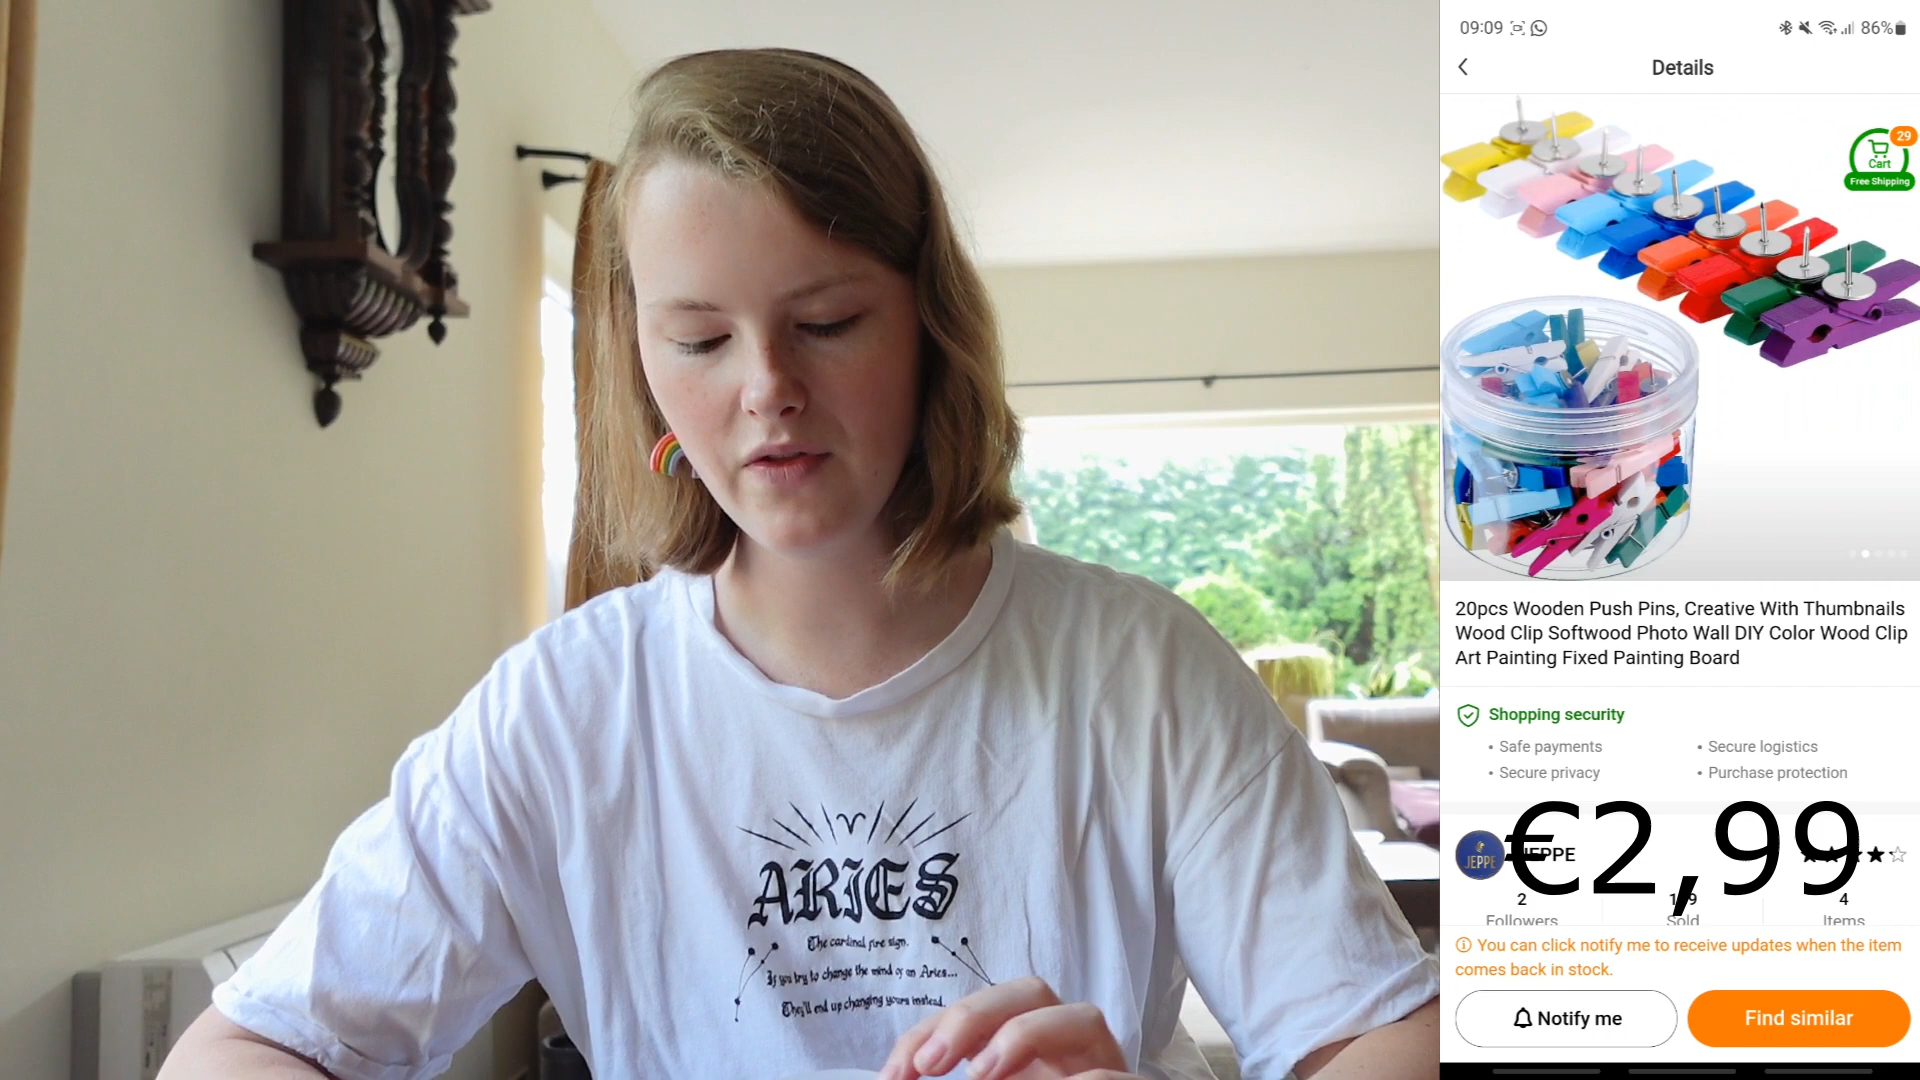 ARIES
The cardinal fire sign.
If you try to change the mind of an Aries...
They'll end up changing yours instead.
09:09
86%
Details
29
Cart
Free Shipping
20pcs Wooden Push Pins, Creative With Thumbnails
Wood Clip Softwood Photo Wall DIY Color Wood Clip
Art Painting Fixed Painting Board
Shopping security
• Safe payments
• Secure logistics
• Secure privacy
• Purchase protection
JEPPE
JEPPE
€2,99
2
4
Followers
Sold
Items
You can click notify me to receive updates when the item
comes back in stock.
Notify me
Find similar